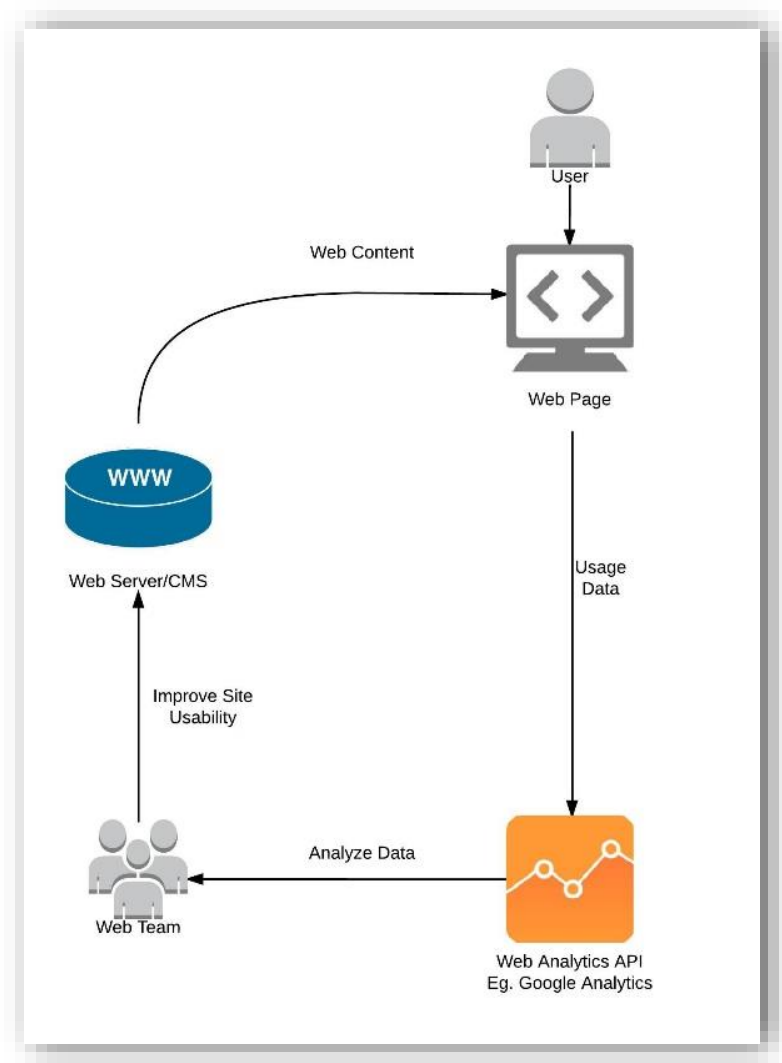 User
Web Content
Web Page
WWW
Web Server/CMS
Usage
Data
Improve Site
Usability
Analyze Data
Web Team
Web Analytics API
Eg. Google Analytics